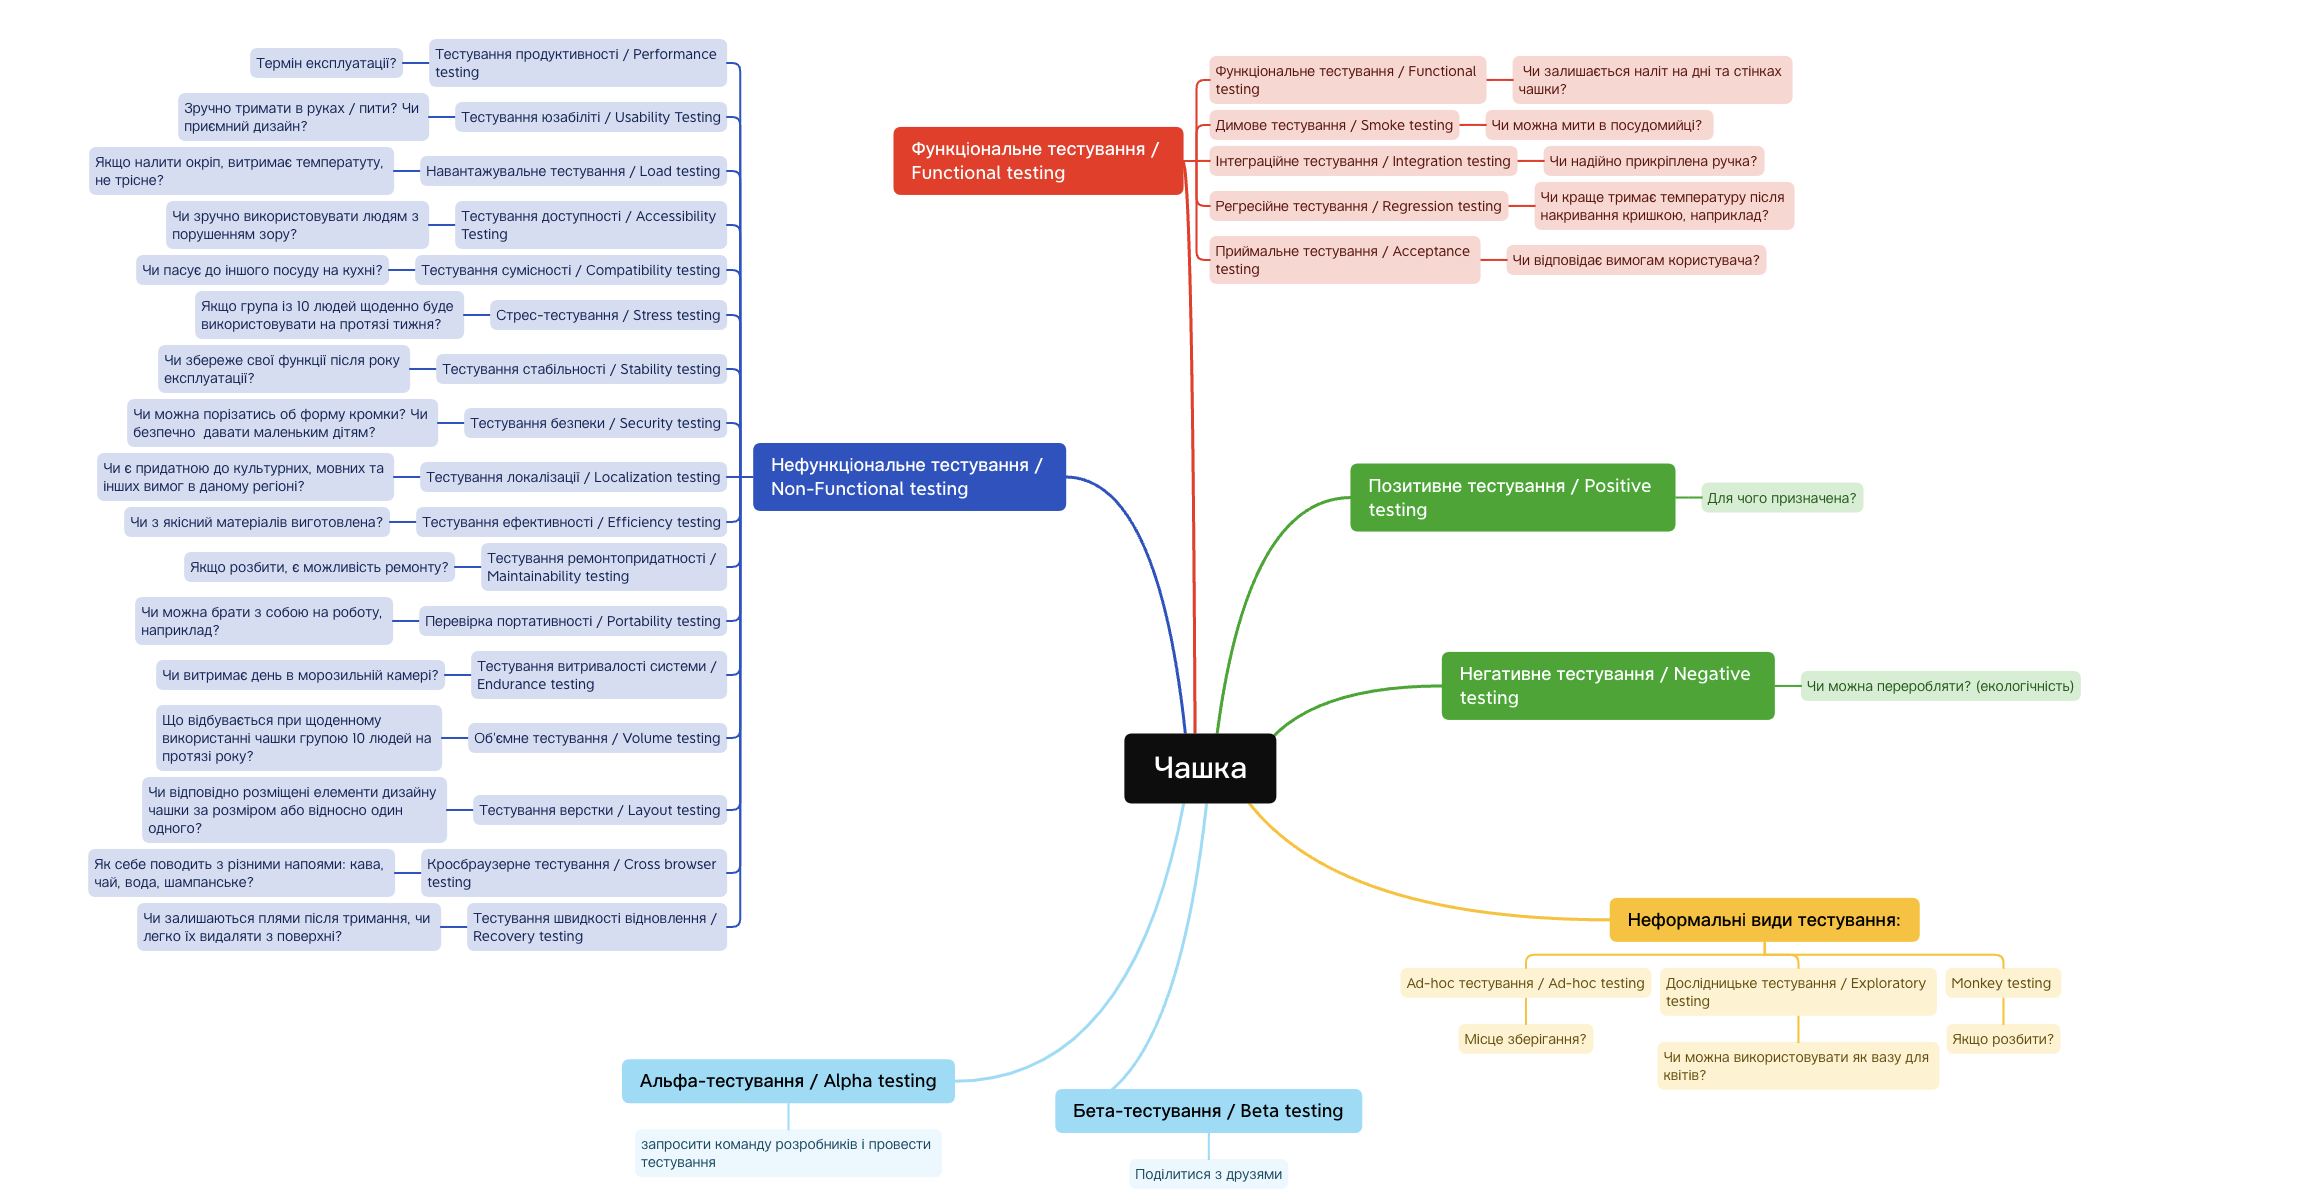 Термін експлуатації?
Тестування продуктивності / Performance
testing
Зручно тримати в руках / пити? Чи
приємний дизайн?
Тестування юзабіліті / Usability Testing
Якщо налити окріп, витримає температуту,
не трісне?
Навантажувальне тестування / Load testing
Чи зручно використовувати людям з
порушенням зору?
Тестування доступності / Accessibility
Testing
Чи пасує до іншого посуду на кухні?
Тестування сумісності / Compatibility testing
Якщо група із 10 людей щоденно буде
використовувати на протязі тижня?
Стрес-тестування / Stress testing
Чи збереже свої функції після року
експлуатації?
Тестування стабільності / Stability testing
Чи можна порізатись об форму кромки? Чи
безпечно  давати маленьким дітям?
Тестування безпеки / Security testing
Чи є придатною до культурних, мовних та
інших вимог в даному регіоні?
Тестування локалізації / Localization testing
Чи з якісний матеріалів виготовлена?
Тестування ефективності / Efficiency testing
Якщо розбити, є можливість ремонту?
Тестування ремонтопридатності /
Maintainability testing
Чи можна брати з собою на роботу,
наприклад?
Перевірка портативності / Portability testing
Чи витримає день в морозильній камері?
Тестування витривалості системи /
Endurance testing
Що відбувається при щоденному
використанні чашки групою 10 людей на
протязі року?
Об'ємне тестування / Volume testing
Чи відповідно розміщені елементи дизайну
чашки за розміром або відносно один
одного?
Тестування верстки / Layout testing
Як себе поводить з різними напоями: кава,
чай, вода, шампанське?
Кросбраузерне тестування / Cross browser
testing
Чи залишаються плями після тримання, чи
легко їх видаляти з поверхні?
Тестування швидкості відновлення /
Recovery testing
Нефункціональне тестування /
Non-Functional testing
Функціональне тестування /
Functional testing
Функціональне тестування / Functional
testing
Чи залишається наліт на дні та стінках
чашки?
Димове тестування / Smoke testing
Чи можна мити в посудомийці?
Інтеграційне тестування / Integration testing
Чи надійно прикріплена ручка?
Регресійне тестування / Regression testing
Чи краще тримає температуру після
накривання кришкою, наприклад?
Приймальне тестування / Acceptance
testing
Чи відповідає вимогам користувача?
Позитивне тестування / Positive
testing
Для чого призначена?
Негативне тестування / Negative
testing
Чи можна переробляти? (екологічність)
Чашка
Неформальні види тестування:
Ad-hoc тестування / Ad-hoc testing
Місце зберігання?
Дослідницьке тестування / Exploratory
testing
Чи можна використовувати як вазу для
квітів?
Monkey testing
Якщо розбити?
Альфа-тестування / Alpha testing
запросити команду розробників і провести
тестування
Бета-тестування / Beta testing
Поділитися з друзями